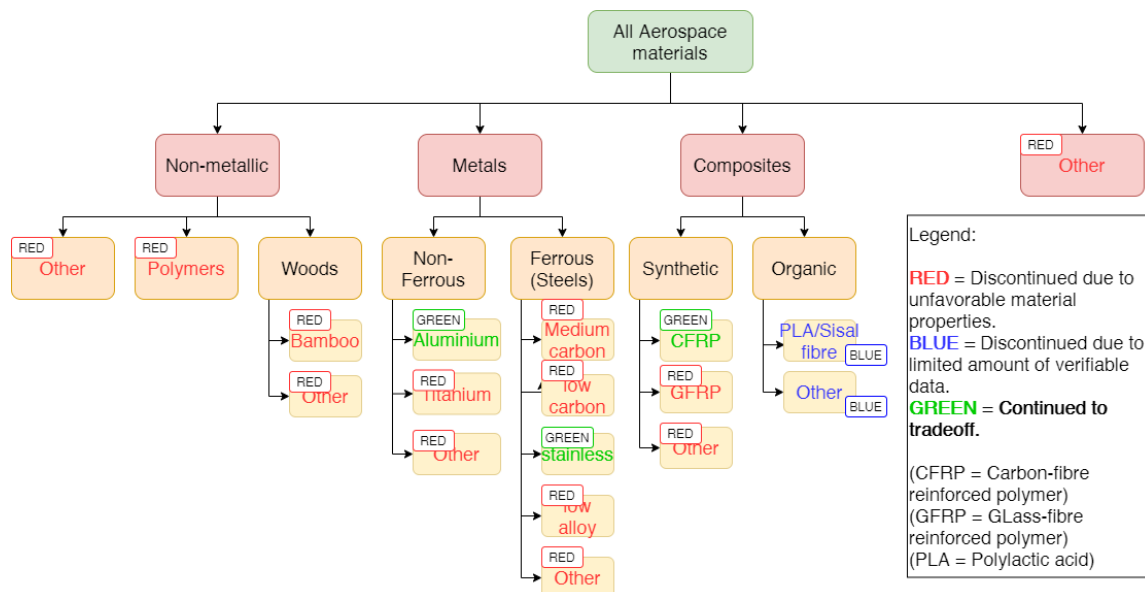 All Aerospace
materials
Non-metallic
Metals
Composites
RED
Other
RED
Other
RED
Polymers
Woods
Non-
Ferrous
Ferrous
(Steels)
Synthetic
Organic
RED
Bamboo
RED
Other
GREEN
Aluminium
RED
Titanium
RED
Other
RED
Medium
carbon
RED
low
carbon
GREEN
stainless
RED
low
alloy
RED
Other
GREEN
CFRP
RED
GFRP
RED
Other
PLA/Sisal
fibre
BLUE
Other
BLUE
Legend:
RED = Discontinued due to
unfavorable material
properties.
BLUE = Discontinued due to
limited amount of verifiable
data.
GREEN = Continued to
tradeoff.
(CFRP = Carbon-fibre
reinforced polymer)
(GFRP = GLass-fibre
reinforced polymer)
(PLA = Polylactic acid)